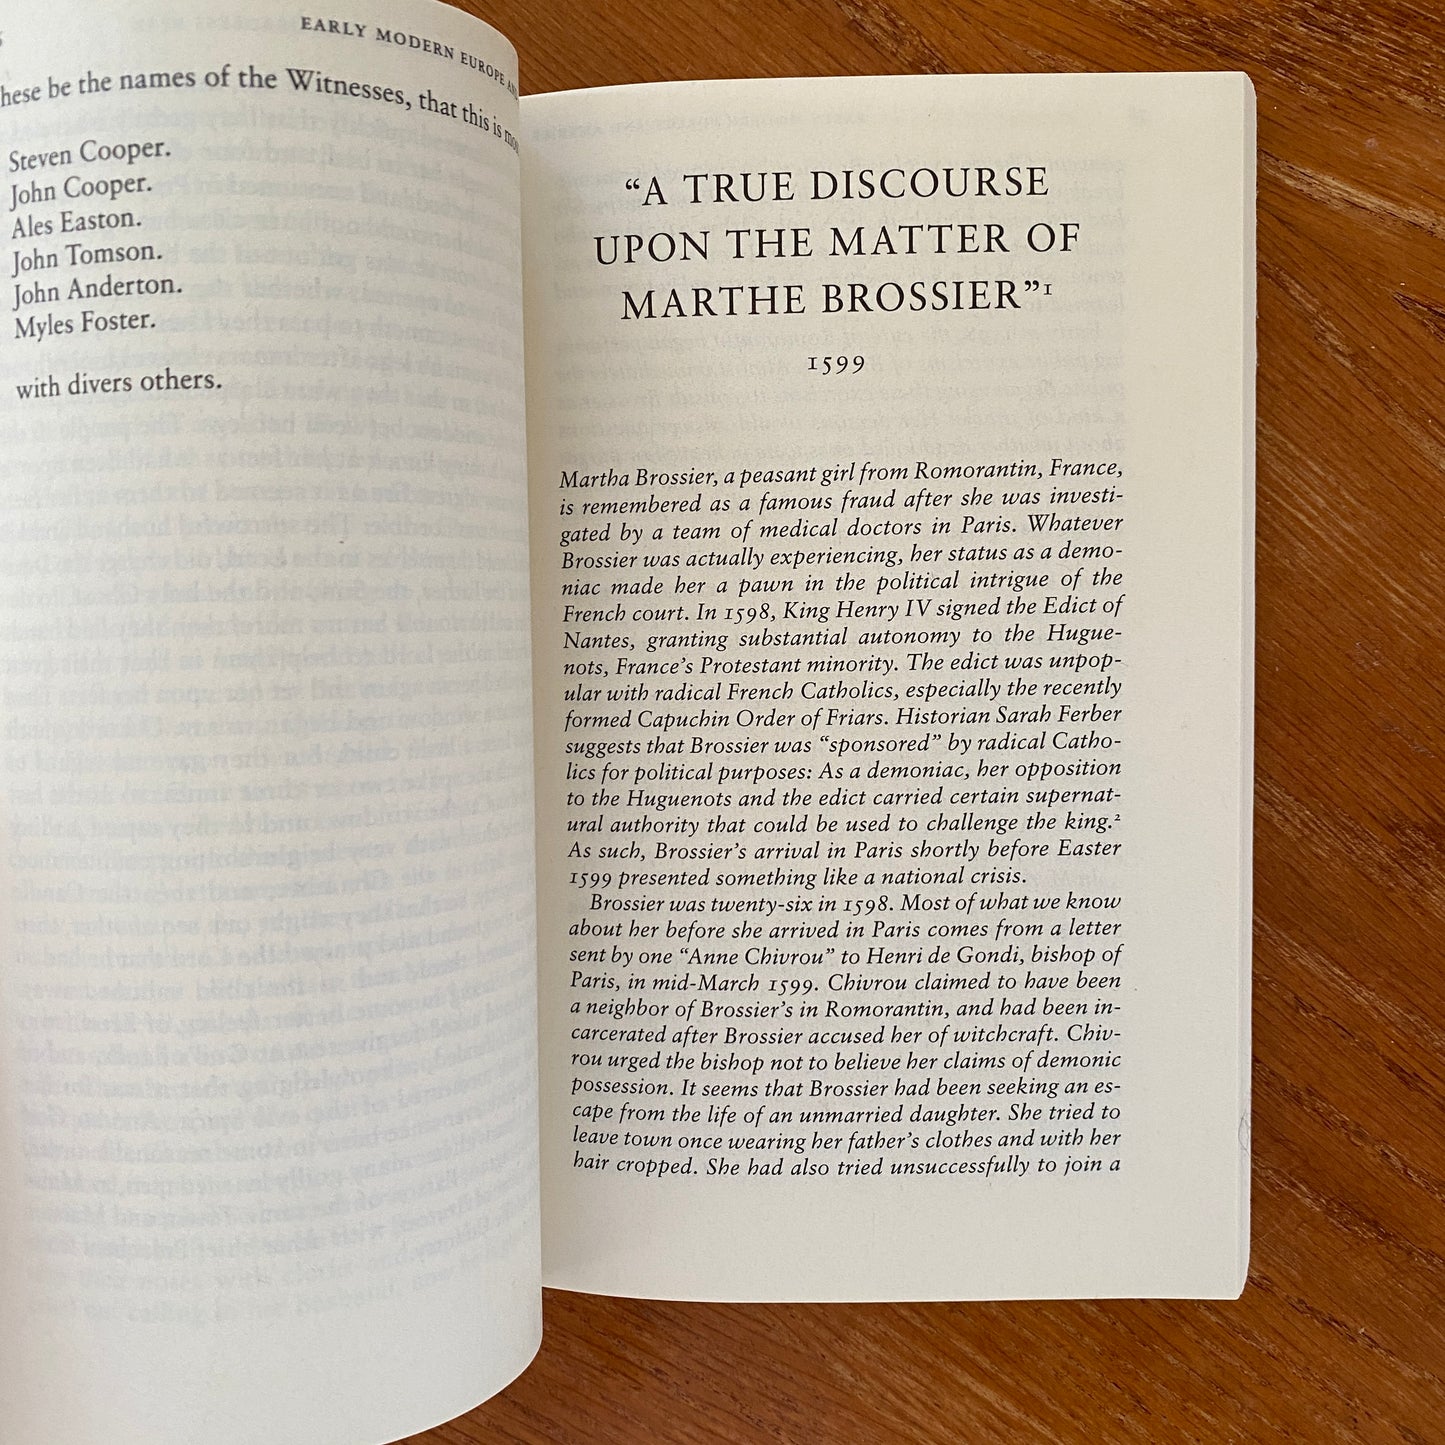 EARLY MODERN EUROPE AN
hese be the names of the Witnesses, that this is mo
Steven Cooper.
John Cooper.
Ales Easton.
John Tomson.
John Anderton.
Myles Foster.
with divers others.
“A TRUE DISCOURSE
UPON THE MATTER OF
MARTHE BROSSIER”1
1599
Martha Brossier, a peasant girl from Romorantin, France,
is remembered as a famous fraud after she was investi-
gated by a team of medical doctors in Paris. Whatever
Brossier was actually experiencing, her status as a demo-
niac made her a pawn in the political intrigue of the
French court. In 1598, King Henry IV signed the Edict of
Nantes, granting substantial autonomy to the Hugue-
nots, France’s Protestant minority. The edict was unpop-
ular with radical French Catholics, especially the recently
formed Capuchin Order of Friars. Historian Sarah Ferber
suggests that Brossier was “sponsored” by radical Catho-
lics for political purposes: As a demoniac, her opposition
to the Huguenots and the edict carried certain supernat-
ural authority that could be used to challenge the king.2
As such, Brossier’s arrival in Paris shortly before Easter
1599 presented something like a national crisis.
Brossier was twenty-six in 1598. Most of what we know
about her before she arrived in Paris comes from a letter
sent by one “Anne Chivrou” to Henri de Gondi, bishop of
Paris, in mid-March 1599. Chivrou claimed to have been
a neighbor of Brossier’s in Romorantin, and had been in-
carcerated after Brossier accused her of witchcraft. Chiv-
rou urged the bishop not to believe her claims of demonic
possession. It seems that Brossier had been seeking an es-
cape from the life of an unmarried daughter. She tried to
leave town once wearing her father’s clothes and with her
hair cropped. She had also tried unsuccessfully to join a